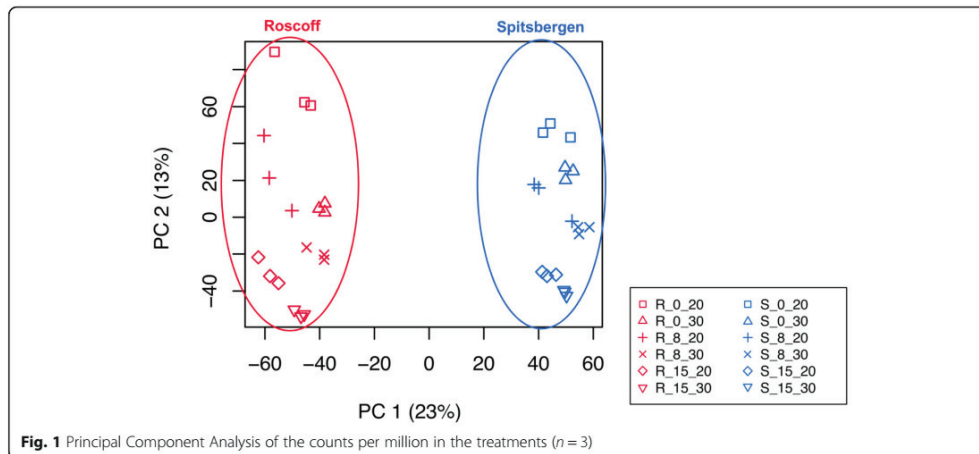 Roscoff Spitsbergen
60
20
0
−40
PC 2 (13%)
−60 −40 −20 0 20 40 60
PC 1 (23%)
R_0_20 S_0_20
R_0_30 S_0_30
R_8_20 S_8_20
R_8_30 S_8_30
R_15_20 S_15_20
R_15_30 S_15_30
Fig. 1 Principal Component Analysis of the counts per million in the treatments (n = 3)